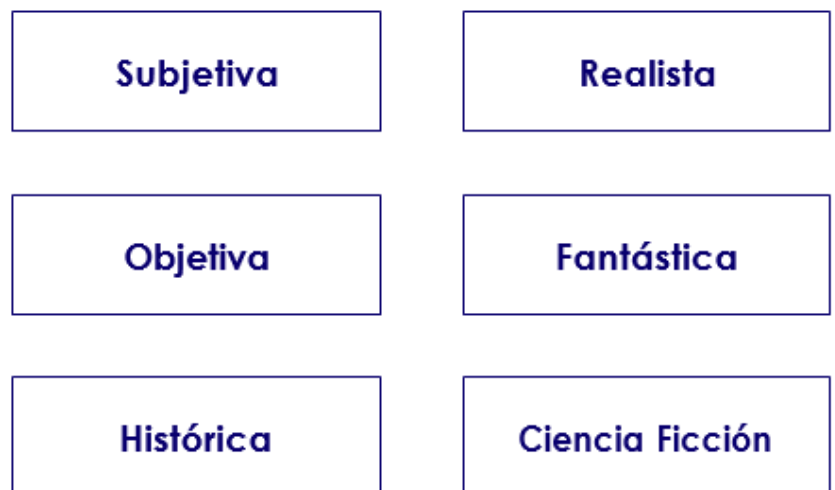 Subjetiva
Realista
Objetiva
Fantástica
Histórica
Ciencia Ficción